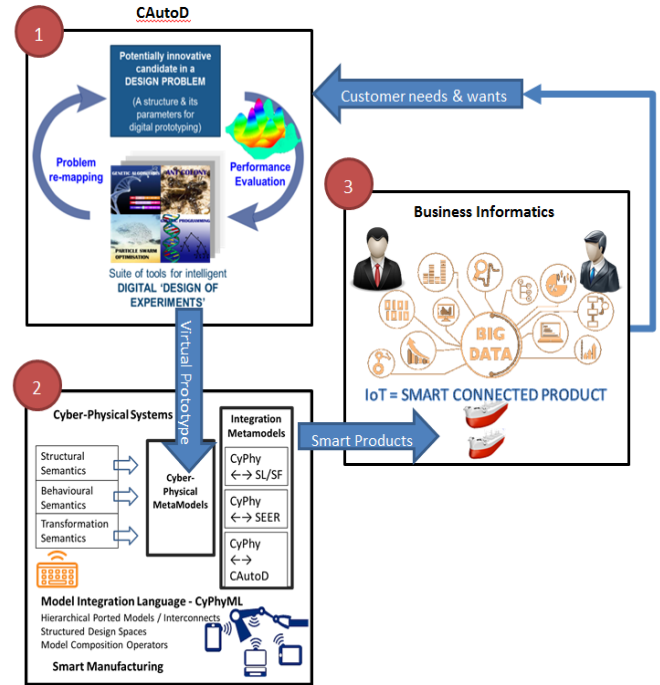 CAutoD
1
Potentially innovative
candidate in a
DESIGN PROBLEM
(A structure & its
parameters for
digital prototyping)
Problem
re-mapping
Performance
Evaluation
GENETIC ALGORITHMS
ANT COLONY
PARTICLE SWARM
OPTIMISATION
PROGRAMMING
Suite of tools for intelligent
DIGITAL 'DESIGN OF
EXPERIMENTS'
Customer needs & wants
Virtual Prototype
2
Cyber-Physical Systems
Structural
Semantics
Behavioural
Semantics
Transformation
Semantics
Cyber-
Physical
MetaModels
Integration
Metamodels
CyPhy
←→ SL/SF
CyPhy
←→ SEER
CyPhy
←→
CAutoD
Model Integration Language - CyPhyML
Hierarchical Ported Models / Interconnects
Structured Design Spaces
Model Composition Operators
Smart Manufacturing
Smart Products
3
Business Informatics
BIG
DATA
IoT = SMART CONNECTED PRODUCT